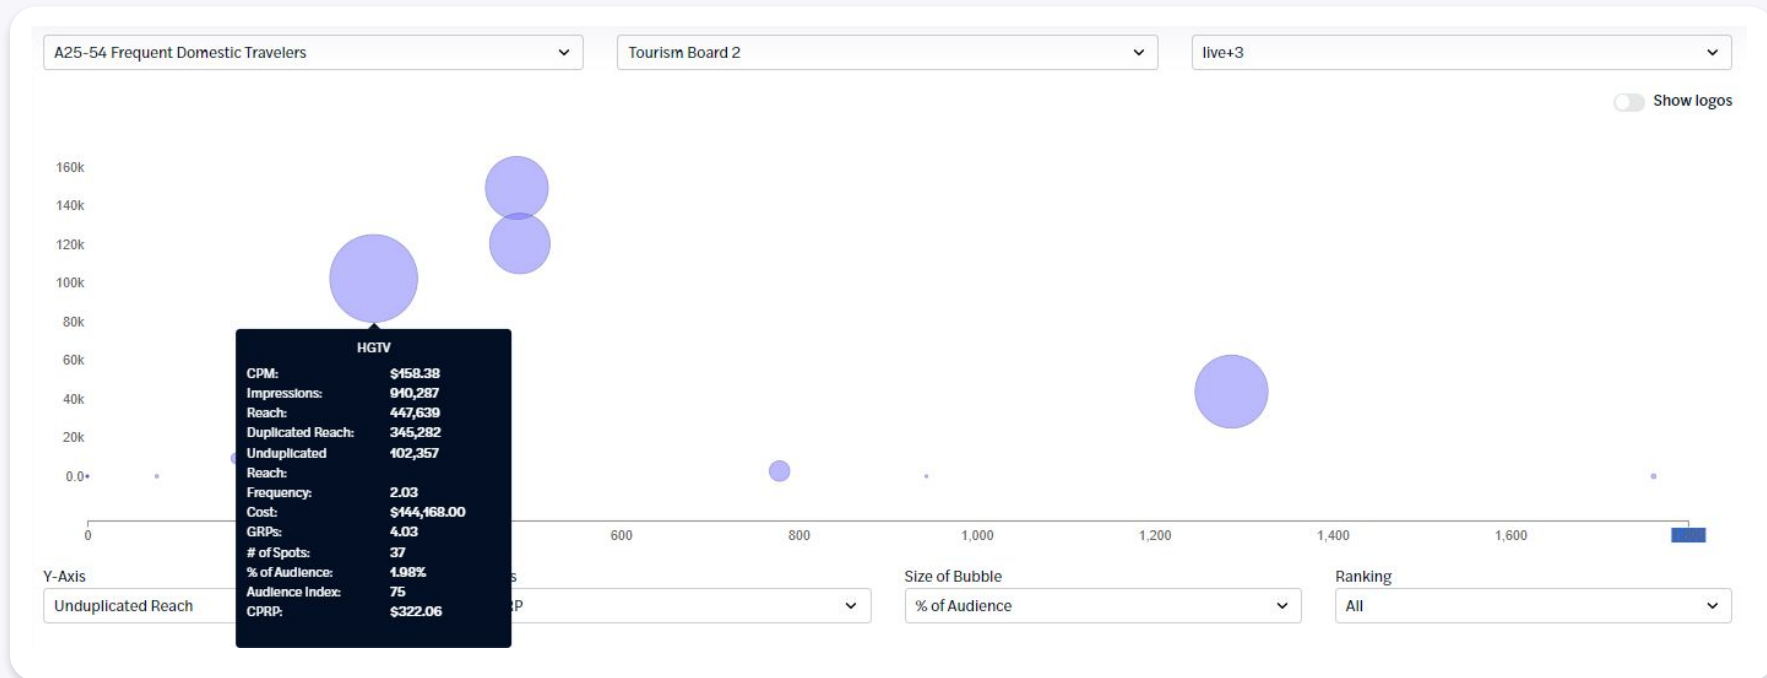 A25-54 Frequent Domestic Travelers
Tourism Board 2
live+3
Show logos
160k
140k
120k
100k
80k
60k
40k
20k
0.0
HGTV
CPM: $158.38
Impressions: 910,287
Reach: 447,639
Duplicated Reach: 345,282
Unduplicated 102,357
Reach:
Frequency: 2.03
Cost: $144,168.00
GRPs: 4.03
# of Spots: 37
% of Audience: 1.98%
Audience Index: 75
CPRP: $322.06
0
600
800
1,000
1,200
1,400
1,600
Y-Axis
s
Size of Bubble
Ranking
Unduplicated Reach
RP
% of Audience
All